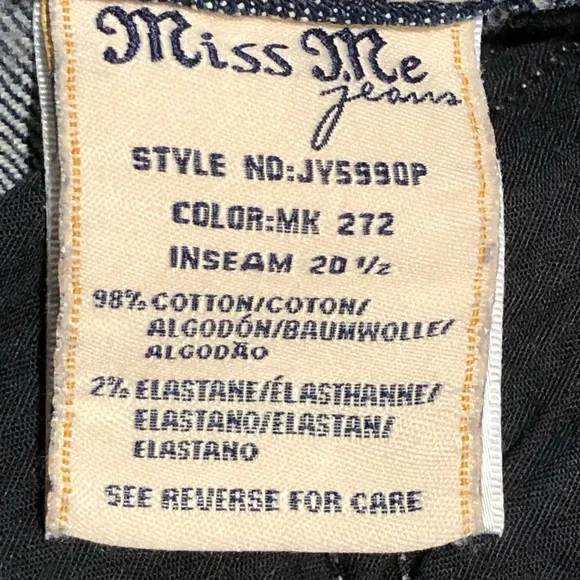 Miss Me
jeans
STYLE NO:JY5990P
COLOR:MK 272
INSEAM 20 1/2
98% COTTON/COTON/
ALGODÓN/BAUMWOLLE/
ALGODÃO
2% ELASTANE/ÉLASTHANNE/
ELASTANO/ELASTAN/
ELASTANO
SEE REVERSE FOR CARE